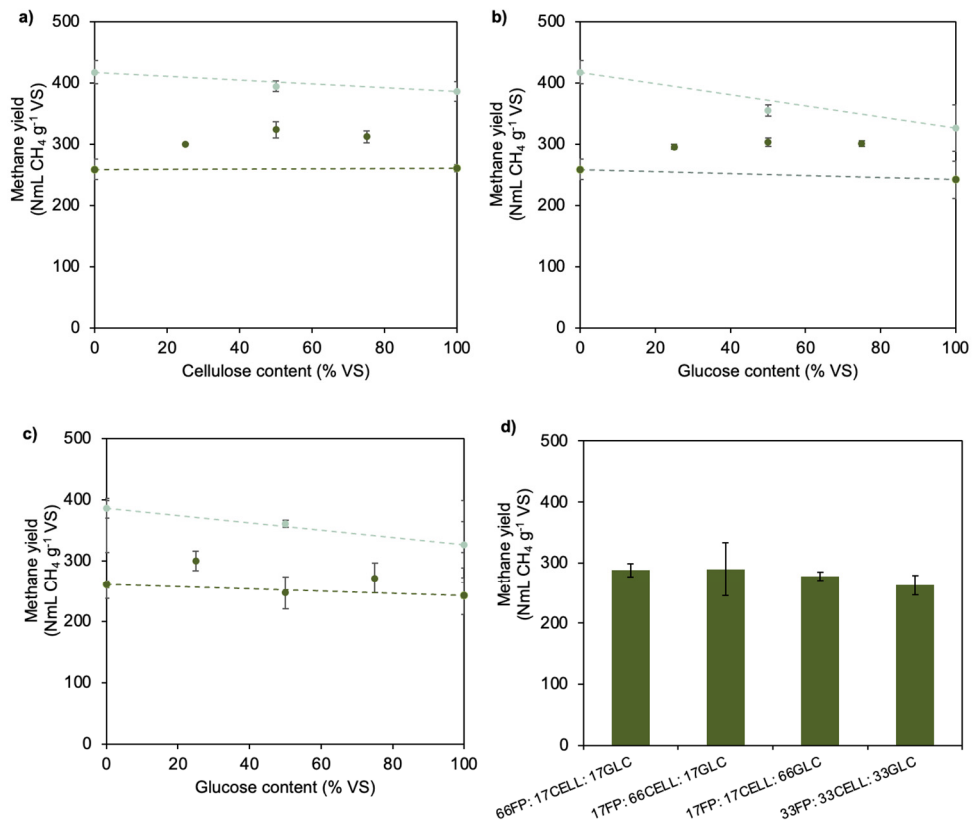 a)
Methane yield
(NmL CH₄ g⁻¹ VS)
500
400
300
200
100
0
0 20 40 60 80 100
Cellulose content (% VS)
b)
Methane yield
(NmL CH₄ g⁻¹ VS)
500
400
300
200
100
0
0 20 40 60 80 100
Glucose content (% VS)
c)
Methane yield
(NmL CH₄ g⁻¹ VS)
500
400
300
200
100
0
0 20 40 60 80 100
Glucose content (% VS)
d)
Methane yield
(NmL CH₄ g⁻¹ VS)
500
400
300
200
100
0
66FP: 17CELL: 17GLC
17FP: 66CELL: 17GLC
17FP: 17CELL: 66GLC
33FP: 33CELL: 33GLC